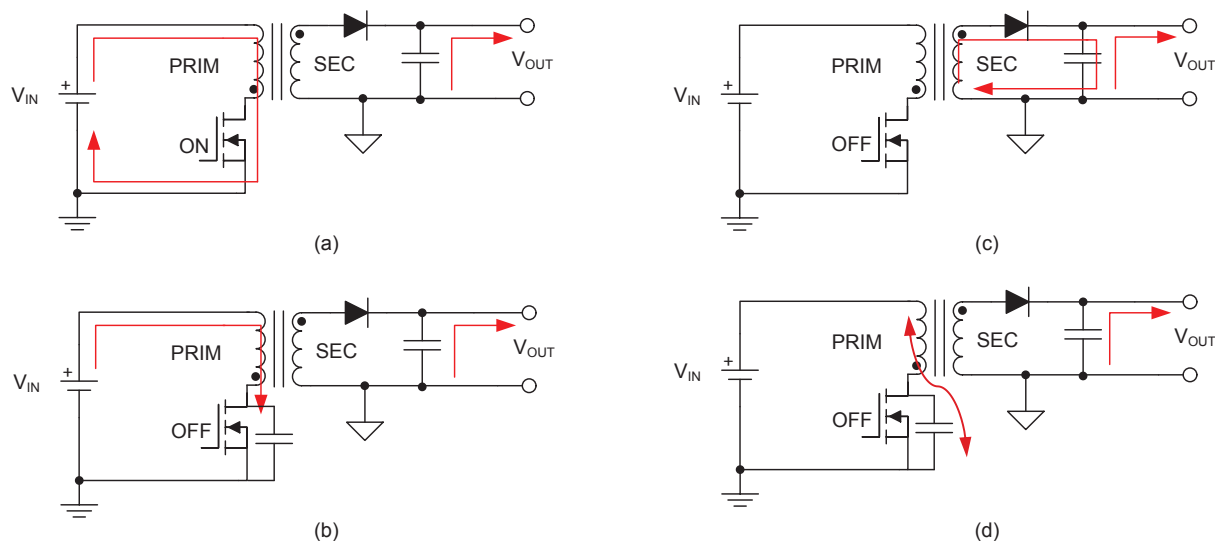 PRIM
SEC
+
V_IN
V_OUT
ON
(a)
PRIM
SEC
+
V_IN
V_OUT
OFF
(c)
PRIM
SEC
+
V_IN
V_OUT
OFF
(b)
PRIM
SEC
+
V_IN
V_OUT
OFF
(d)